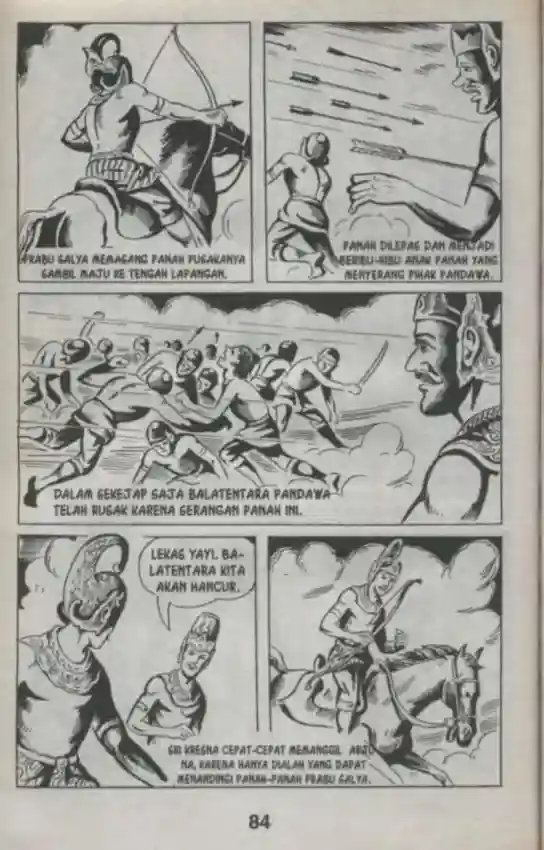 PRABU SALYA MEMASANG PANAH PUSAKANYA
SAMBIL MAJU KE TENGAH LAPANGAN.
PANAH DILEPAS DAN MENJADI
BERIBU-RIBU ANAK PANAH YANG
MENYERANG PIHAK PANDAWA.
DALAM SEKEJAP SAJA BALATENTARA PANDAWA
TELAH RUSAK KARENA SERANGAN PANAH INI.
LEKAS YAYI. BA-
LATENTARA KITA
AKAN HANCUR.
SRI KRESNA CEPAT-CEPAT MEMANGGIL ARJU
NA, KARENA HANYA DIALAH YANG DAPAT
MENANDINGI PANAH-PANAH PRABU SALYA.
84